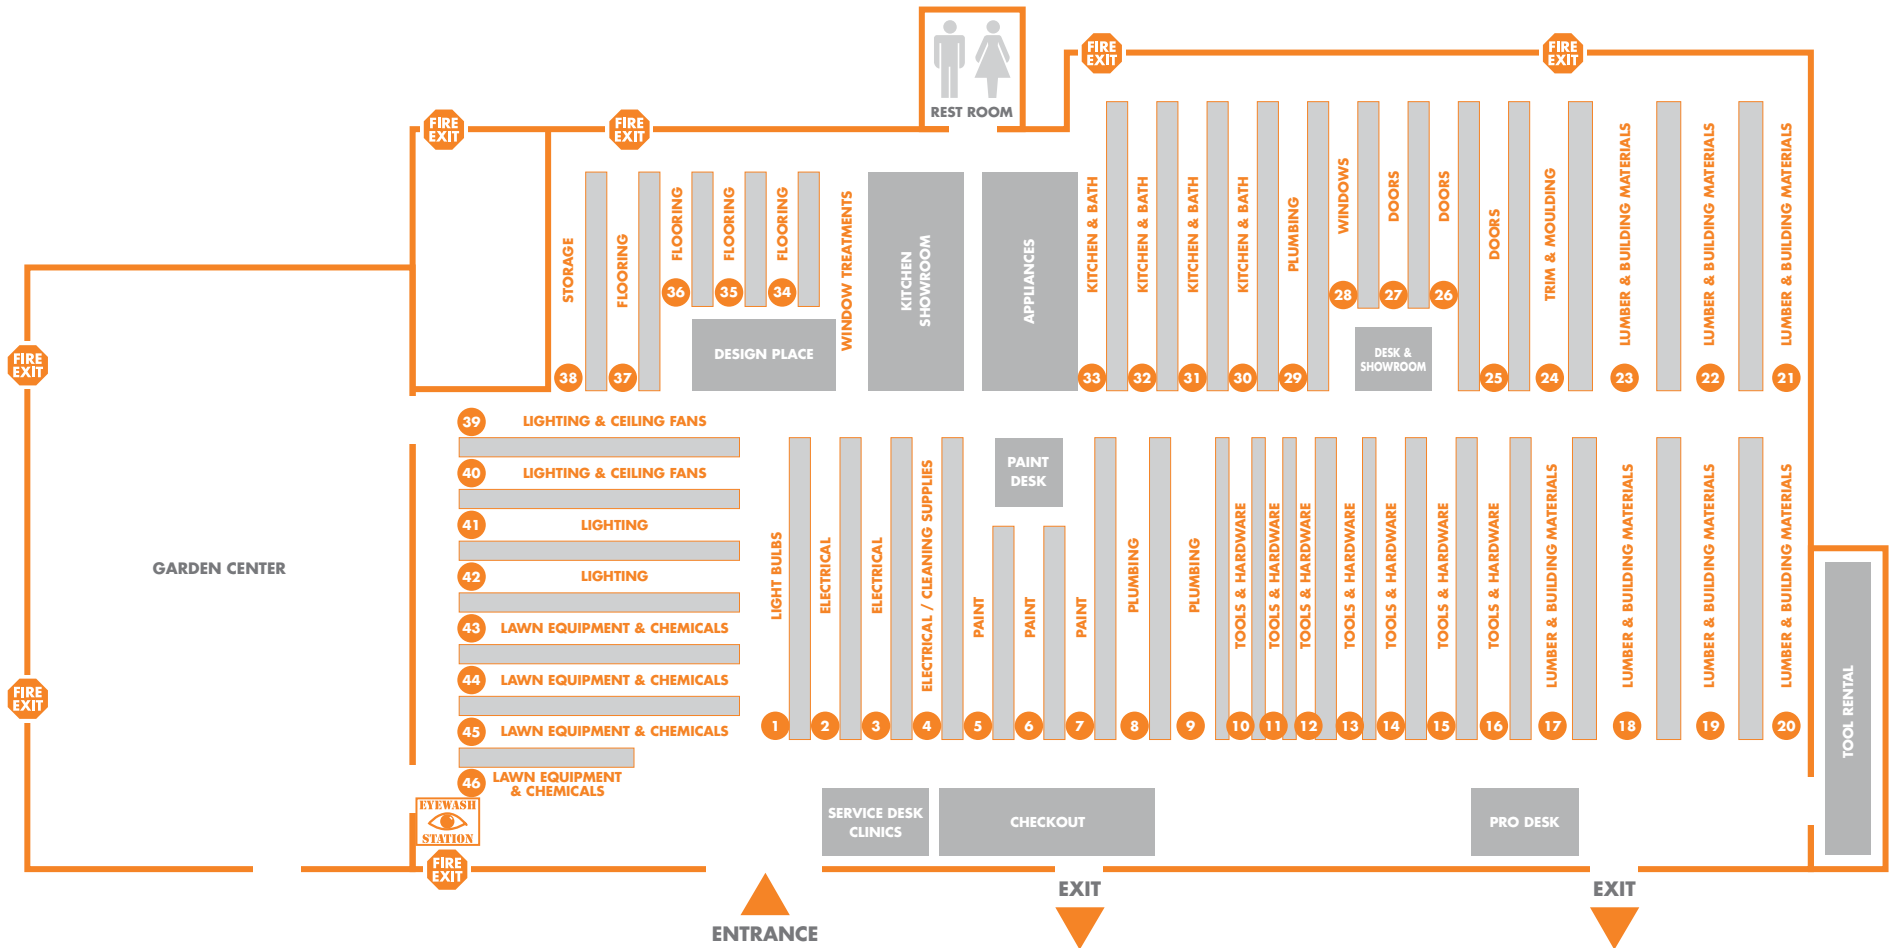 REST ROOM
FIRE
EXIT
FIRE
EXIT
FIRE
EXIT
FIRE
EXIT
STORAGE
38
FLOORING
37
FLOORING
36
FLOORING
35
FLOORING
34
WINDOW TREATMENTS
DESIGN PLACE
KITCHEN
SHOWROOM
APPLIANCES
KITCHEN & BATH
33
KITCHEN & BATH
32
KITCHEN & BATH
31
KITCHEN & BATH
30
PLUMBING
29
WINDOWS
28
DOORS
27
DOORS
26
DESK &
SHOWROOM
DOORS
25
TRIM & MOULDING
24
LUMBER & BUILDING MATERIALS
23
LUMBER & BUILDING MATERIALS
22
LUMBER & BUILDING MATERIALS
21
FIRE
EXIT
FIRE
EXIT
GARDEN CENTER
39 LIGHTING & CEILING FANS
40 LIGHTING & CEILING FANS
41 LIGHTING
42 LIGHTING
43 LAWN EQUIPMENT & CHEMICALS
44 LAWN EQUIPMENT & CHEMICALS
45 LAWN EQUIPMENT & CHEMICALS
46 LAWN EQUIPMENT
& CHEMICALS
EYEWASH
STATION
FIRE
EXIT
LIGHT BULBS
1
ELECTRICAL
2
ELECTRICAL
3
ELECTRICAL / CLEANING SUPPLIES
4
PAINT
5
PAINT
DESK
PAINT
6
PAINT
7
PLUMBING
8
PLUMBING
9
TOOLS & HARDWARE
10
TOOLS & HARDWARE
11
TOOLS & HARDWARE
12
TOOLS & HARDWARE
13
TOOLS & HARDWARE
14
TOOLS & HARDWARE
15
TOOLS & HARDWARE
16
LUMBER & BUILDING MATERIALS
17
LUMBER & BUILDING MATERIALS
18
LUMBER & BUILDING MATERIALS
19
LUMBER & BUILDING MATERIALS
20
TOOL RENTAL
SERVICE DESK
CLINICS
CHECKOUT
PRO DESK
ENTRANCE
EXIT
EXIT